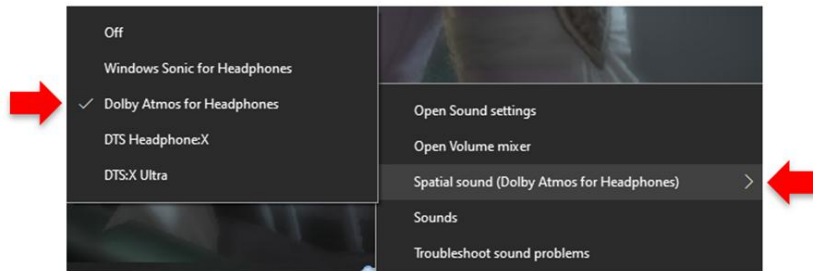 Off
Windows Sonic for Headphones
Dolby Atmos for Headphones
DTS Headphone:X
DTS:X Ultra
Open Sound settings
Open Volume mixer
Spatial sound (Dolby Atmos for Headphones)
Sounds
Troubleshoot sound problems